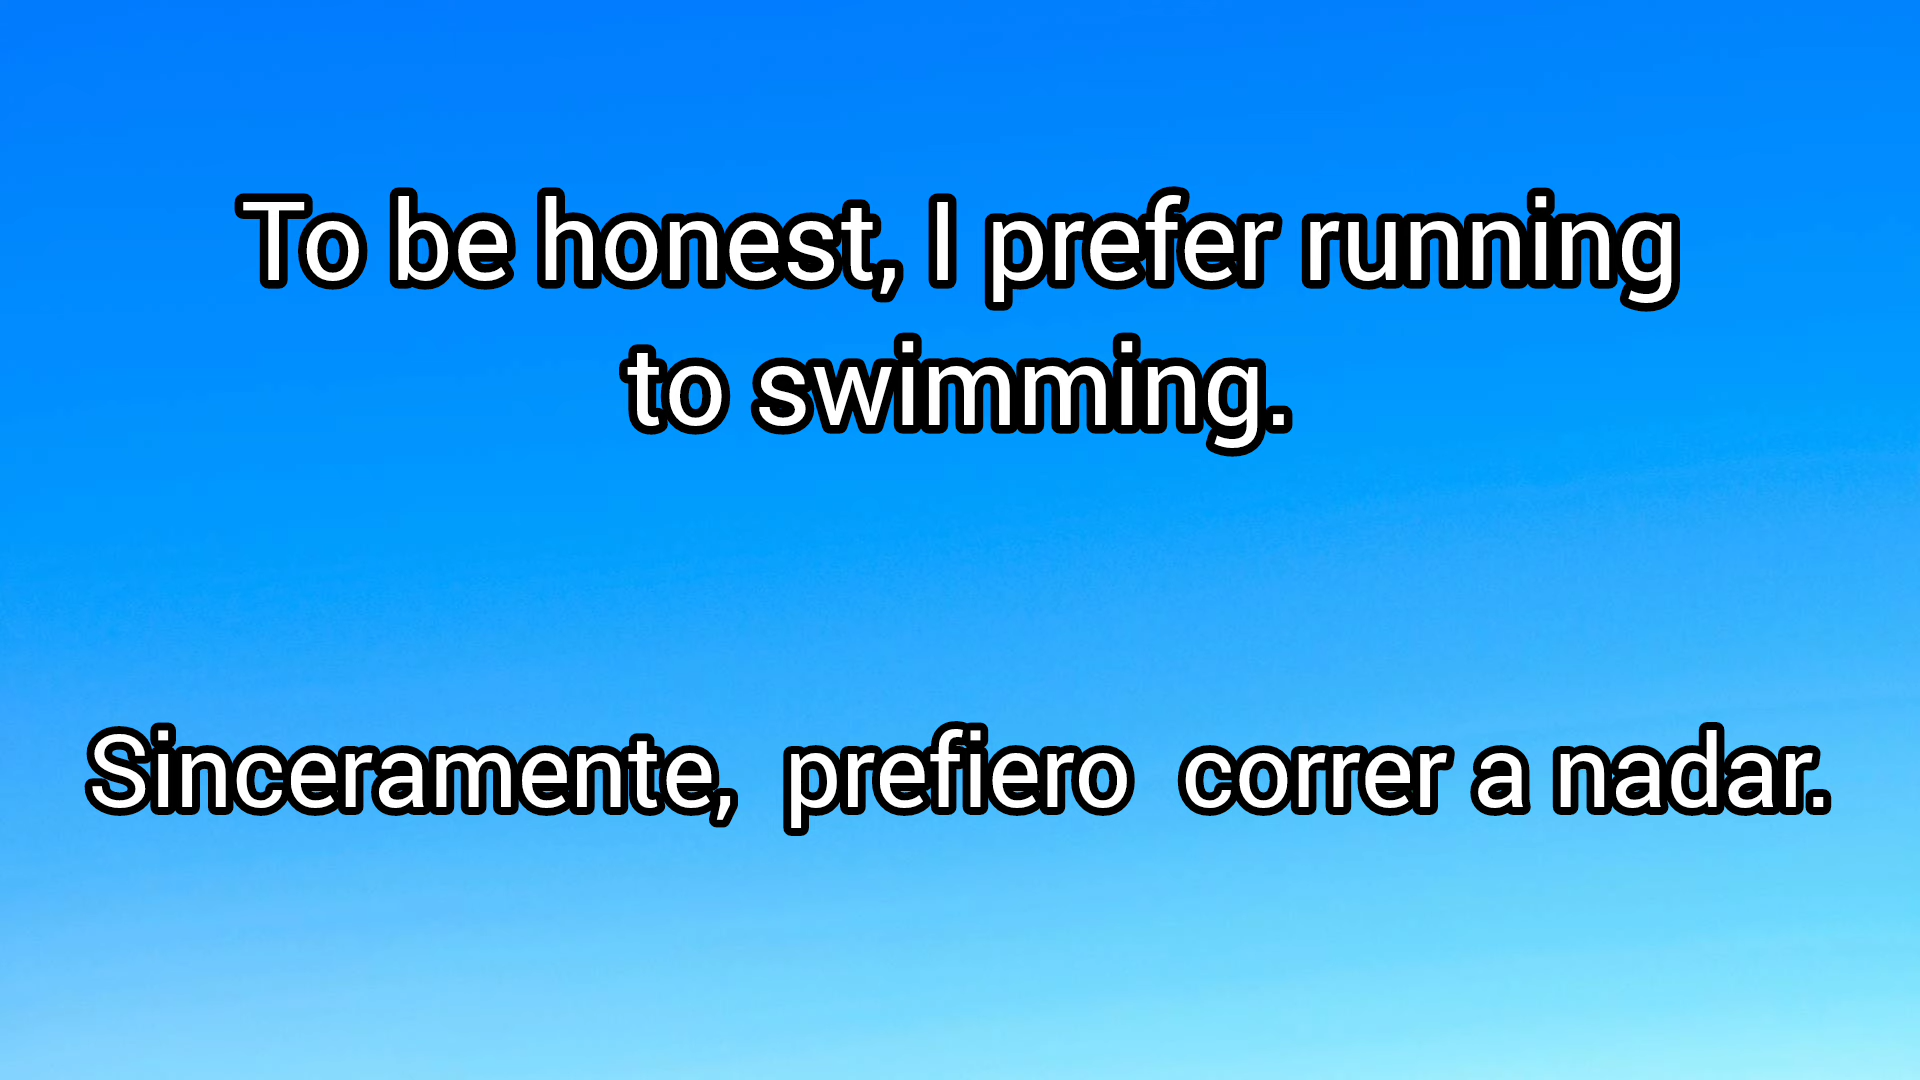 To be honest, I prefer running
to swimming.
Sinceramente, prefiero correr a nadar.